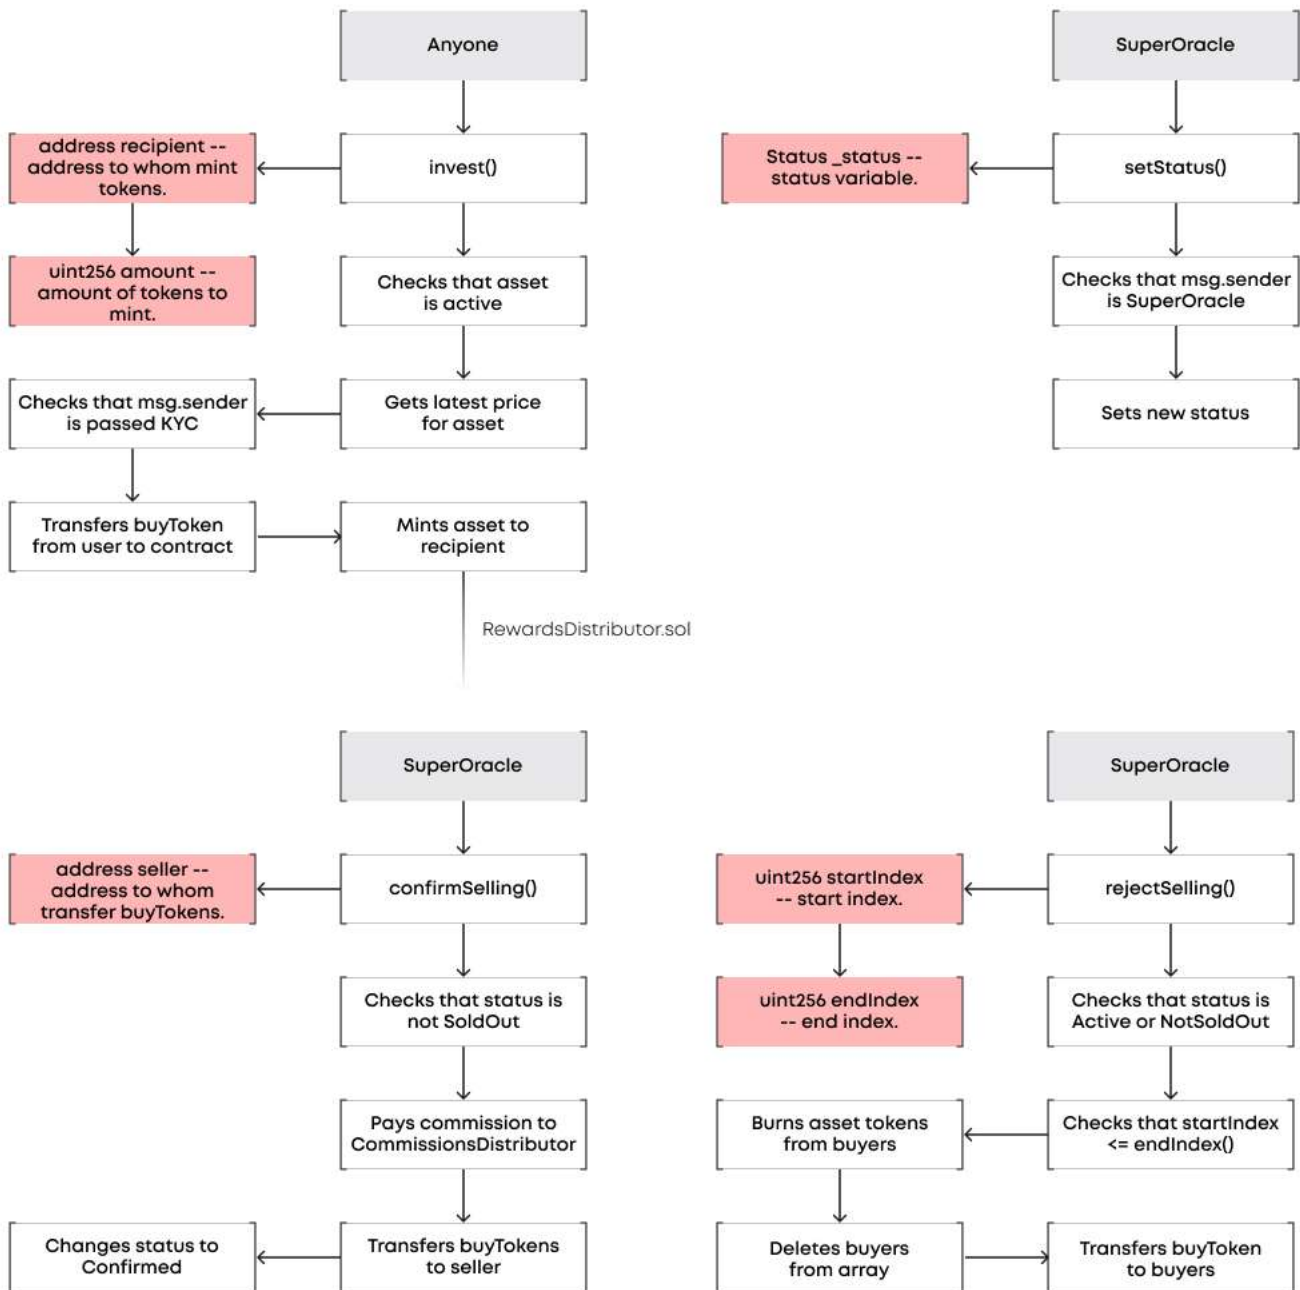 Anyone
invest()
address recipient --
address to whom mint
tokens.
uint256 amount --
amount of tokens to
mint.
Checks that asset
is active
Gets latest price
for asset
Checks that msg.sender
is passed KYC
Transfers buyToken
from user to contract
Mints asset to
recipient
RewardsDistributor.sol
SuperOracle
setStatus()
Status _status --
status variable.
Checks that msg.sender
is SuperOracle
Sets new status
SuperOracle
confirmSelling()
address seller --
address to whom
transfer buyTokens.
Checks that status is
not SoldOut
Pays commission to
CommissionsDistributor
Transfers buyTokens
to seller
Changes status to
Confirmed
SuperOracle
rejectSelling()
uint256 startIndex
-- start index.
uint256 endIndex
-- end index.
Checks that status is
Active or NotSoldOut
Checks that startIndex
<= endIndex()
Burns asset tokens
from buyers
Deletes buyers
from array
Transfers buyToken
to buyers